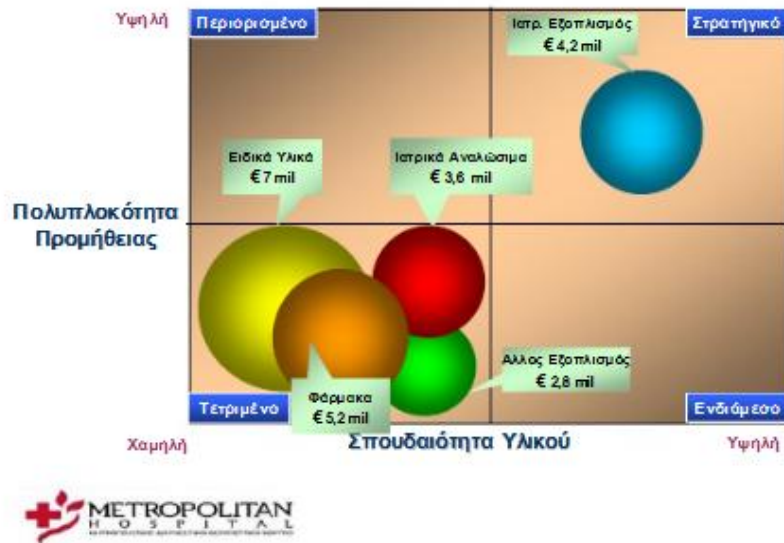 Υψηλή
Περιορισμένο
Ιατρ. Εξοπλισμός
€ 4,2 mil
Στρατηγικό
Ειδικά Υλικά
€ 7 mil
Ιατρικά Αναλώσιμα
€ 3,6 mil
Πολυπλοκότητα
Προμήθειας
Αλλος Εξοπλισμός
€ 2,8 mil
Φάρμακα
€ 5,2 mil
Τετριμένο
Ενδιάμεσο
Χαμηλή
Σπουδαιότητα Υλικού
Υψηλή
METROPOLITAN
HOSPITAL